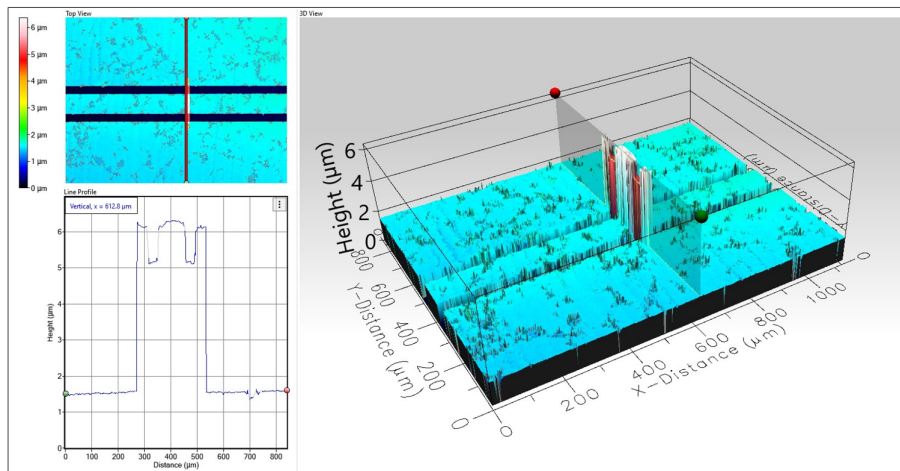 Top View
6 µm
5 µm
4 µm
3 µm
2 µm
1 µm
0 µm
Line Profile
Vertical, x = 612.8 µm
Height (µm)
6
5
4
3
2
1
0
0 100 200 300 400 500 600 700 800
Distance (µm)
3D View
Height (µm)
6
4
2
0
Y-Distance (µm)
800
600
400
200
0
X-Distance (µm)
0
200
400
600
800
1000
0
Y-Distance (µm)